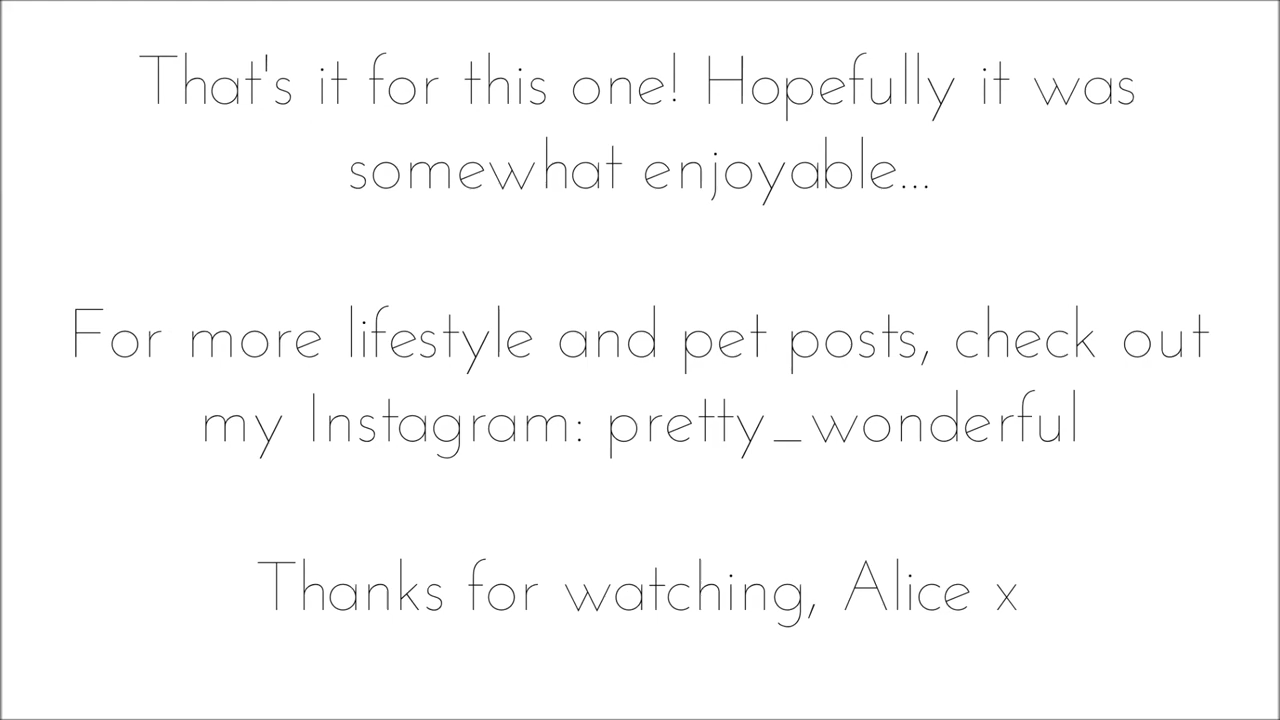 That's it for this one! Hopefully it was
somewhat enjoyable...
For more lifestyle and pet posts, check out
my Instagram: pretty_wonderful
Thanks for watching, Alice x